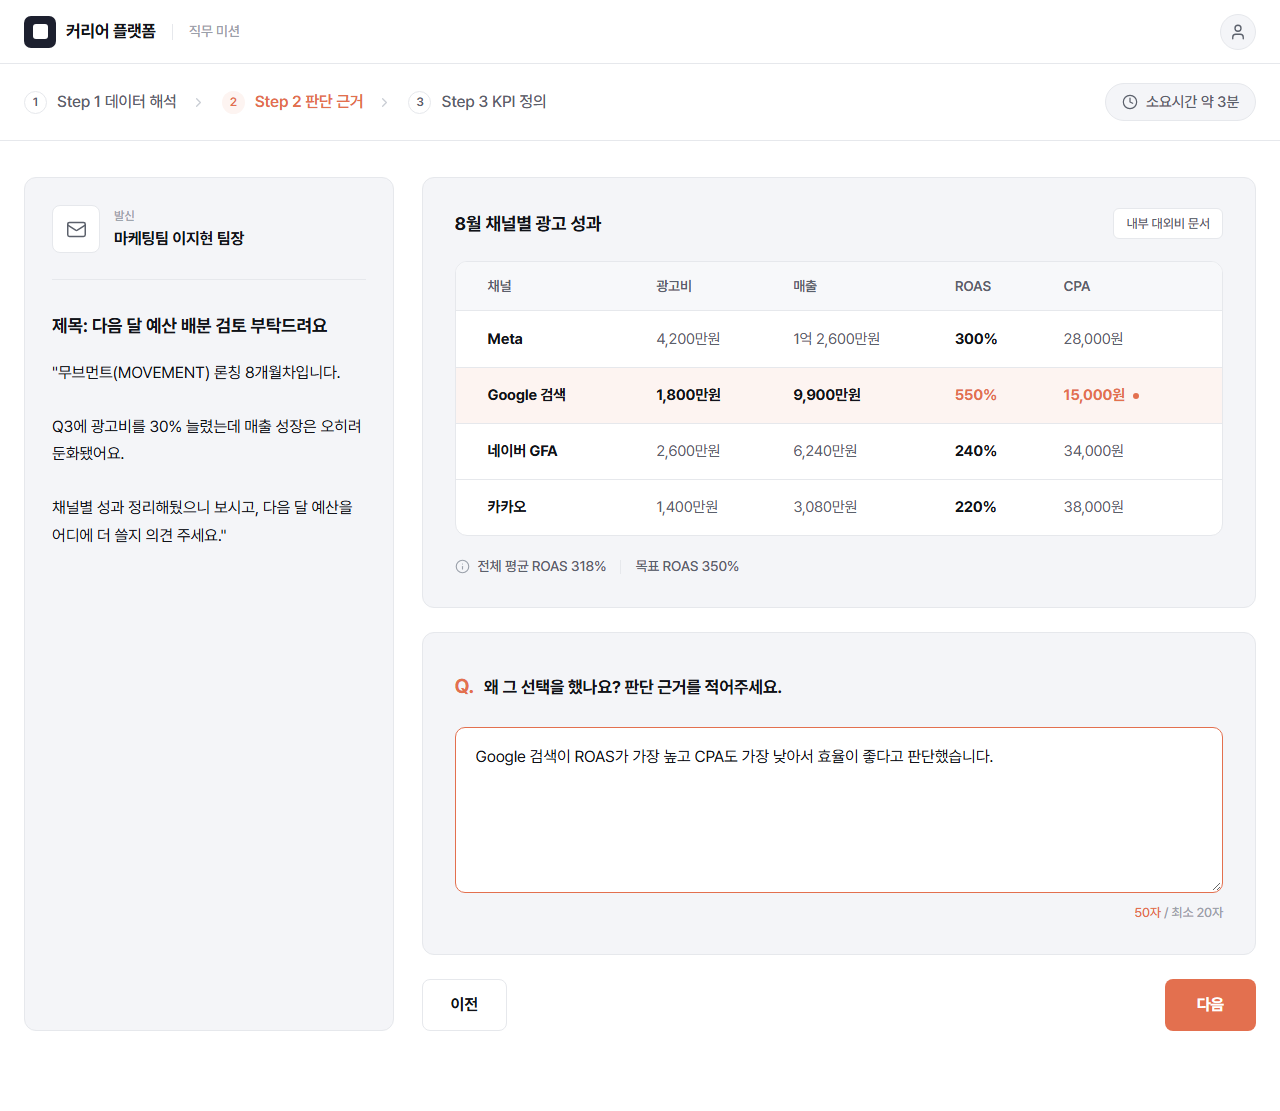 커리어 플랫폼
직무 미션
1 Step 1 데이터 해석
2 Step 2 판단 근거
3 Step 3 KPI 정의
소요시간 약 3분
발신
마케팅팀 이지현 팀장
제목: 다음 달 예산 배분 검토 부탁드려요
"무브먼트(MOVEMENT) 론칭 8개월차입니다.
Q3에 광고비를 30% 늘렸는데 매출 성장은 오히려
둔화됐어요.
채널별 성과 정리해뒀으니 보시고, 다음 달 예산을
어디에 더 쓸지 의견 주세요."
8월 채널별 광고 성과
내부 대외비 문서
채널 광고비 매출 ROAS CPA
Meta 4,200만원 1억 2,600만원 300% 28,000원
Google 검색 1,800만원 9,900만원 550% 15,000원
네이버 GFA 2,600만원 6,240만원 240% 34,000원
카카오 1,400만원 3,080만원 220% 38,000원
전체 평균 ROAS 318%
목표 ROAS 350%
Q. 왜 그 선택을 했나요? 판단 근거를 적어주세요.
Google 검색이 ROAS가 가장 높고 CPA도 가장 낮아서 효율이 좋다고 판단했습니다.
50자 / 최소 20자
이전
다음